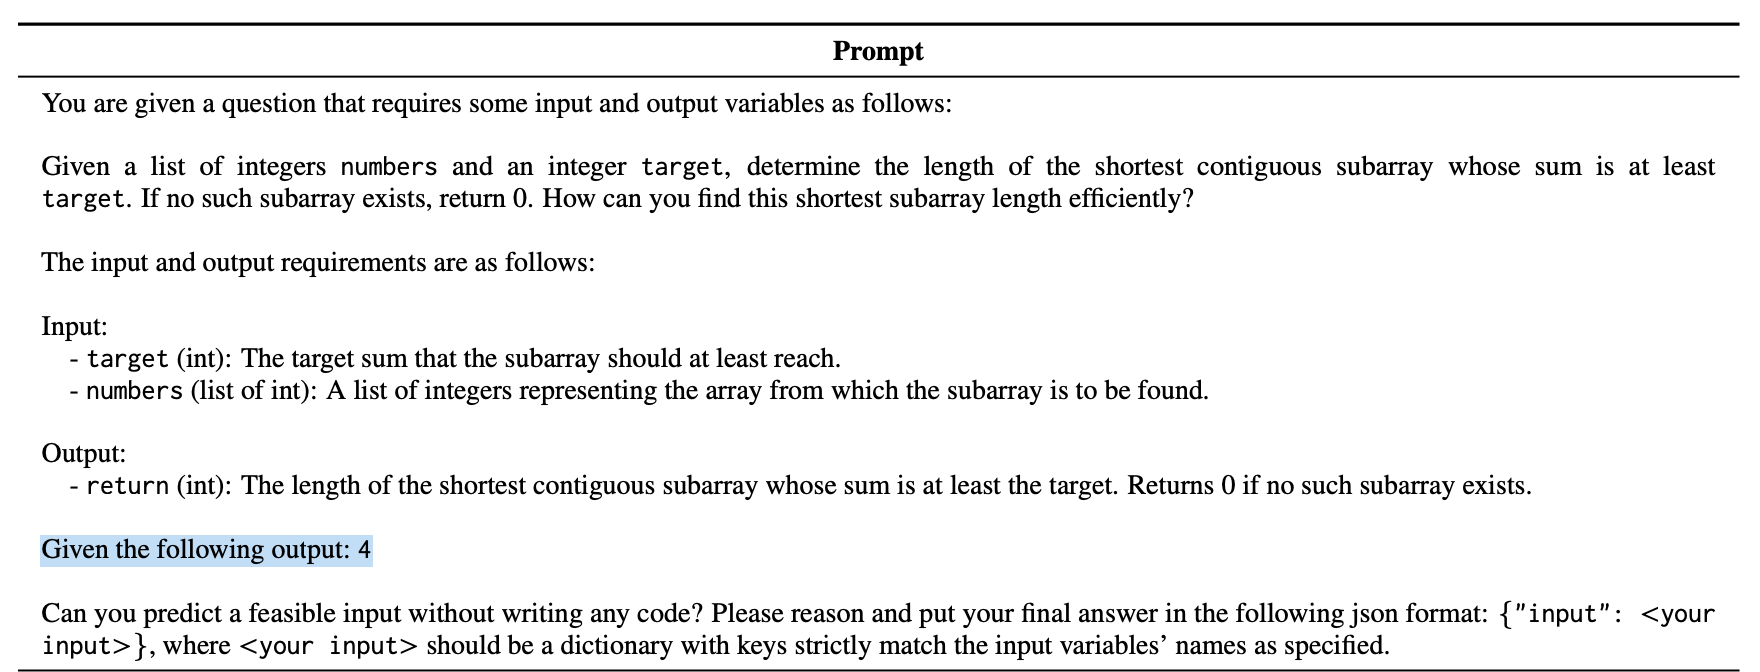 Prompt
You are given a question that requires some input and output variables as follows:
Given a list of integers numbers and an integer target, determine the length of the shortest contiguous subarray whose sum is at least
target. If no such subarray exists, return 0. How can you find this shortest subarray length efficiently?
The input and output requirements are as follows:
Input:
- target (int): The target sum that the subarray should at least reach.
- numbers (list of int): A list of integers representing the array from which the subarray is to be found.
Output:
- return (int): The length of the shortest contiguous subarray whose sum is at least the target. Returns 0 if no such subarray exists.
Given the following output: 4
Can you predict a feasible input without writing any code? Please reason and put your final answer in the following json format: {"input": <your
input>}, where <your input> should be a dictionary with keys strictly match the input variables' names as specified.